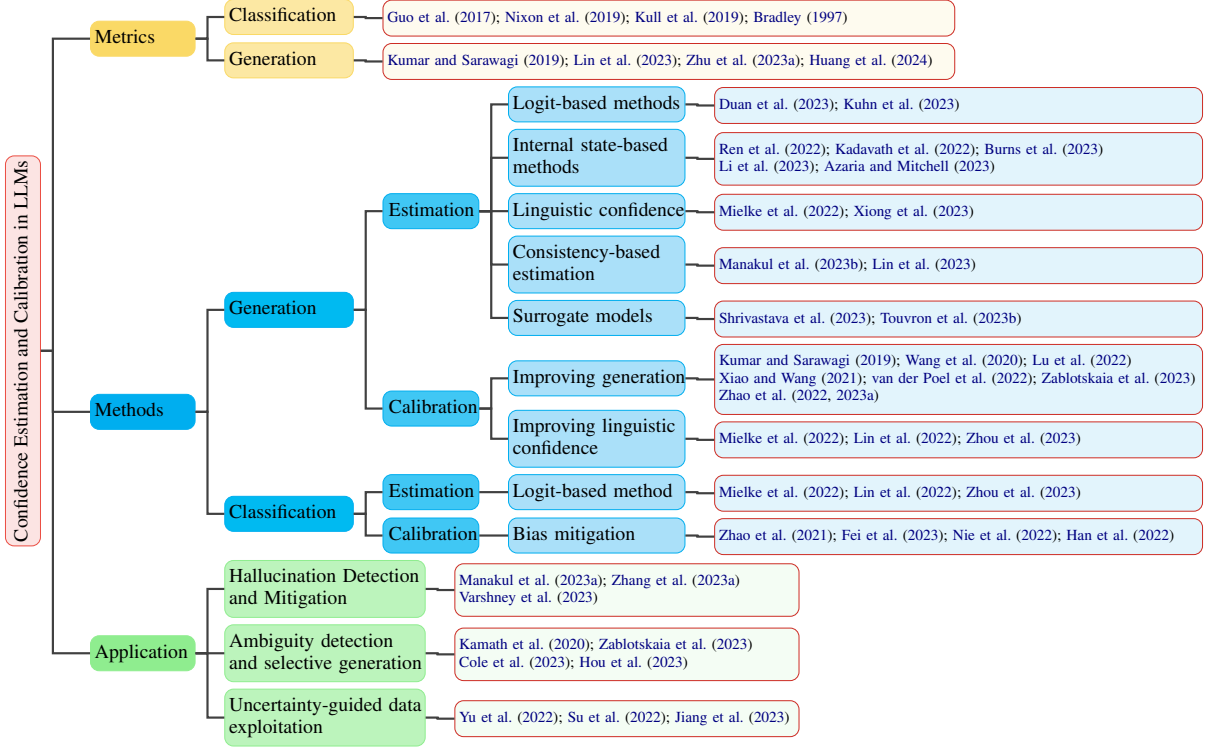 Confidence Estimation and Calibration in LLMs
Metrics
Classification
Guo et al. (2017); Nixon et al. (2019); Kull et al. (2019); Bradley (1997)
Generation
Kumar and Sarawagi (2019); Lin et al. (2023); Zhu et al. (2023a); Huang et al. (2024)
Methods
Generation
Estimation
Logit-based methods
Duan et al. (2023); Kuhn et al. (2023)
Internal state-based
methods
Ren et al. (2022); Kadavath et al. (2022); Burns et al. (2023)
Li et al. (2023); Azaria and Mitchell (2023)
Linguistic confidence
Mielke et al. (2022); Xiong et al. (2023)
Consistency-based
estimation
Manakul et al. (2023b); Lin et al. (2023)
Surrogate models
Shrivastava et al. (2023); Touvron et al. (2023b)
Calibration
Improving generation
Kumar and Sarawagi (2019); Wang et al. (2020); Lu et al. (2022)
Xiao and Wang (2021); van der Poel et al. (2022); Zablotskaia et al. (2023)
Zhao et al. (2022, 2023a)
Improving linguistic
confidence
Mielke et al. (2022); Lin et al. (2022); Zhou et al. (2023)
Classification
Estimation
Logit-based method
Mielke et al. (2022); Lin et al. (2022); Zhou et al. (2023)
Calibration
Bias mitigation
Zhao et al. (2021); Fei et al. (2023); Nie et al. (2022); Han et al. (2022)
Application
Hallucination Detection
and Mitigation
Manakul et al. (2023a); Zhang et al. (2023a)
Varshney et al. (2023)
Ambiguity detection
and selective generation
Kamath et al. (2020); Zablotskaia et al. (2023)
Cole et al. (2023); Hou et al. (2023)
Uncertainty-guided data
exploitation
Yu et al. (2022); Su et al. (2022); Jiang et al. (2023)